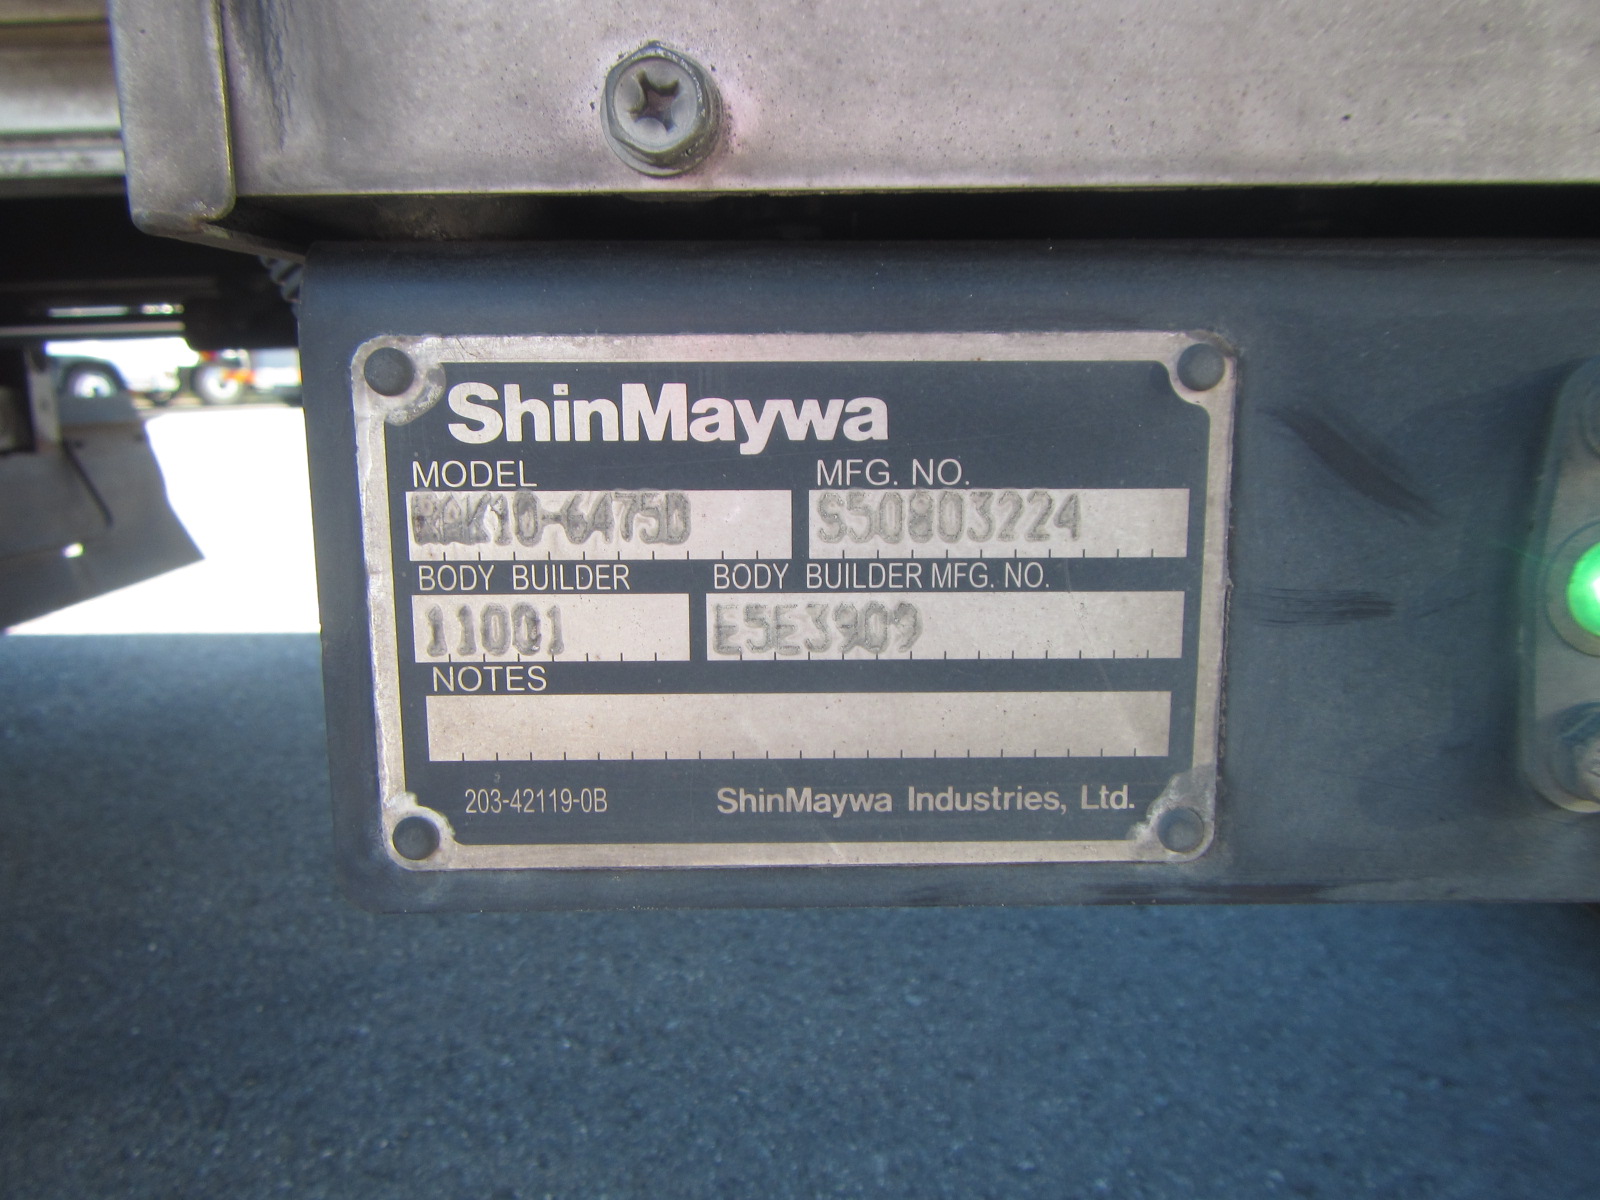 ShinMaywa
MODEL MFG. NO.
S50803224
BODY BUILDER BODY BUILDER MFG. NO.
11001 E5E3909
NOTES
203-42119-0B ShinMaywa Industries, Ltd.